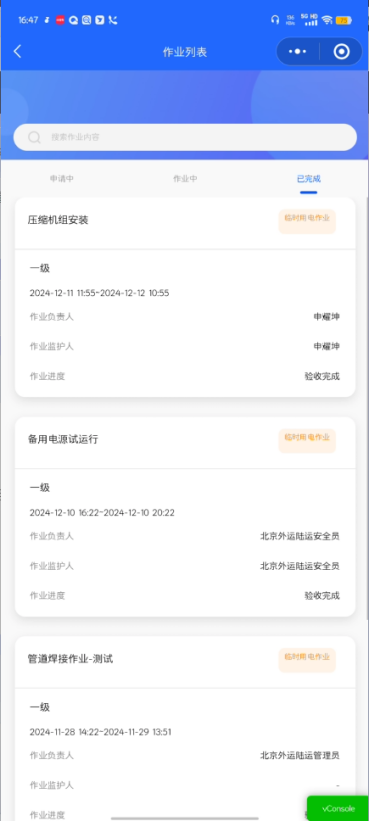 16:47
5G HD
作业列表
搜索作业内容
申请中 作业中 已完成
压缩机组安装 临时用电作业
一级
2024-12-11 11:55~2024-12-12 10:55
作业负责人 申耀坤
作业监护人 申耀坤
作业进度 验收完成
备用电源试运行 临时用电作业
一级
2024-12-10 16:22~2024-12-10 20:22
作业负责人 北京外运陆运安全员
作业监护人 北京外运陆运安全员
作业进度 验收完成
管道焊接作业-测试 临时用电作业
一级
2024-11-28 14:22~2024-11-29 13:51
作业负责人 北京外运陆运管理员
作业监护人 -
作业进度
vConsole